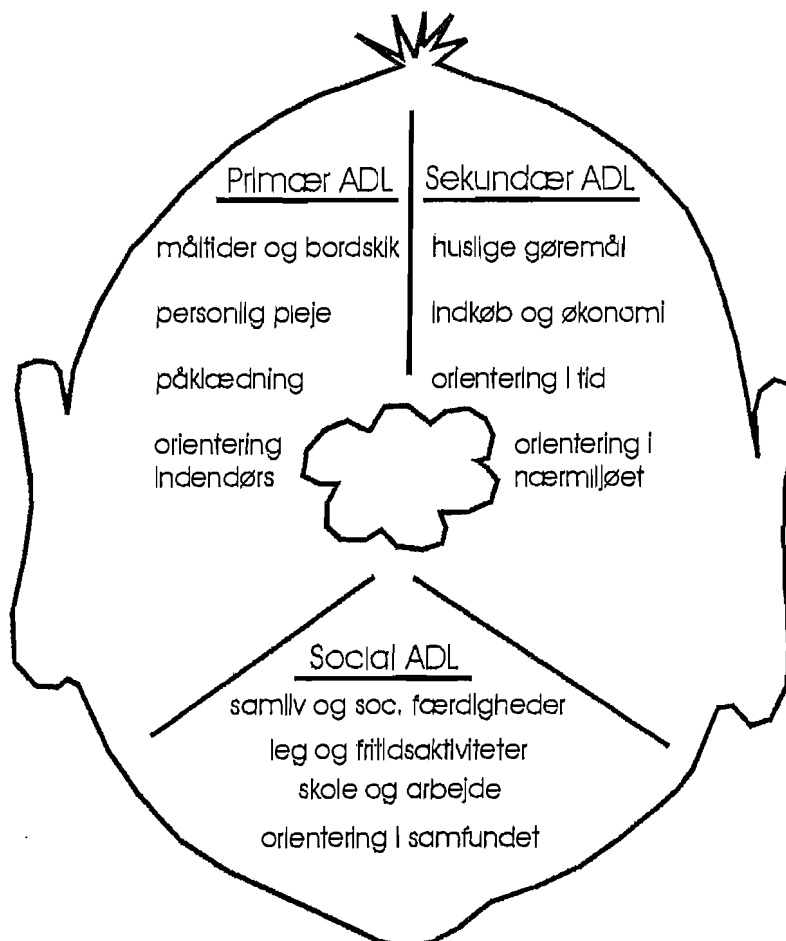 Primær ADL
måltider og bordskik
personlig pleje
påklædning
orientering
indendørs
Sekundær ADL
huslige gøremål
indkøb og økonomi
orientering i tid
orientering i
nærmiljøet
Social ADL
samliv og soc. færdigheder
leg og fritidsaktiviteter
skole og arbejde
orientering i samfundet